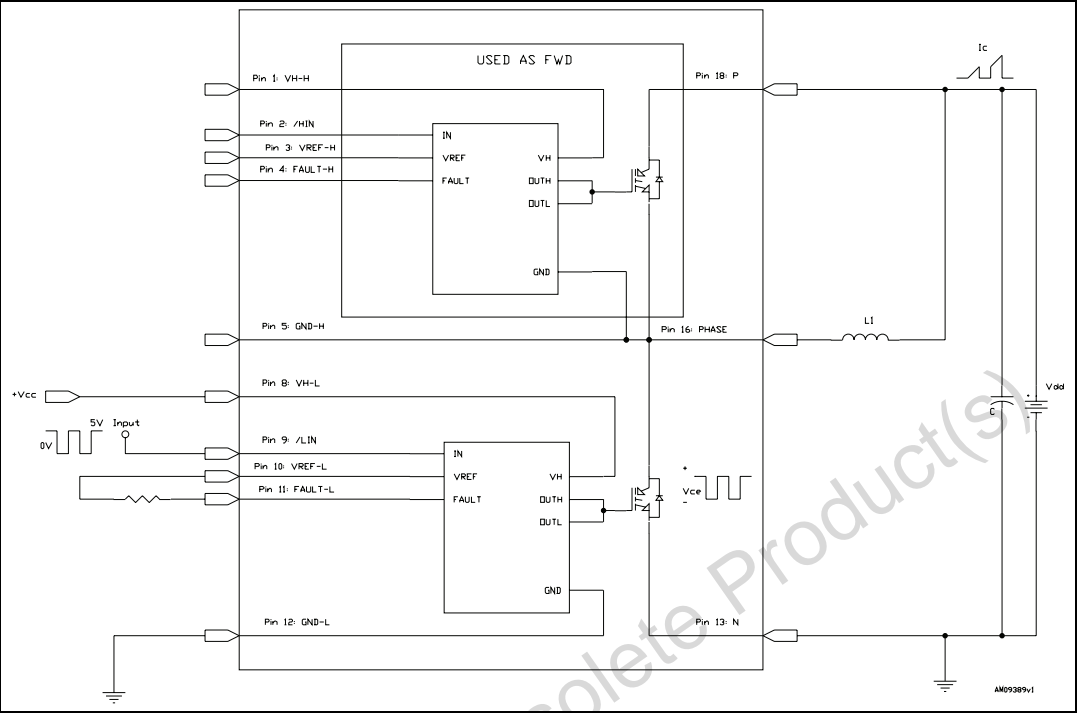 USED AS FWD
Ic
Pin 1: VH-H
Pin 18: P
Pin 2: /HIN
IN
Pin 3: VREF-H
VREF
VH
Pin 4: FAULT-H
FAULT
OUTH
OUTL
GND
Pin 5: GND-H
Pin 16: PHASE
L1
+Vcc
Pin 8: VH-L
Vdd
+
-
C
5V Input
0V
Pin 9: /LIN
IN
Pin 10: VREF-L
VREF
VH
Pin 11: FAULT-L
FAULT
OUTH
OUTL
+
Vce
-
GND
Pin 12: GND-L
Pin 13: N
AM09389v1
solete Product(s)